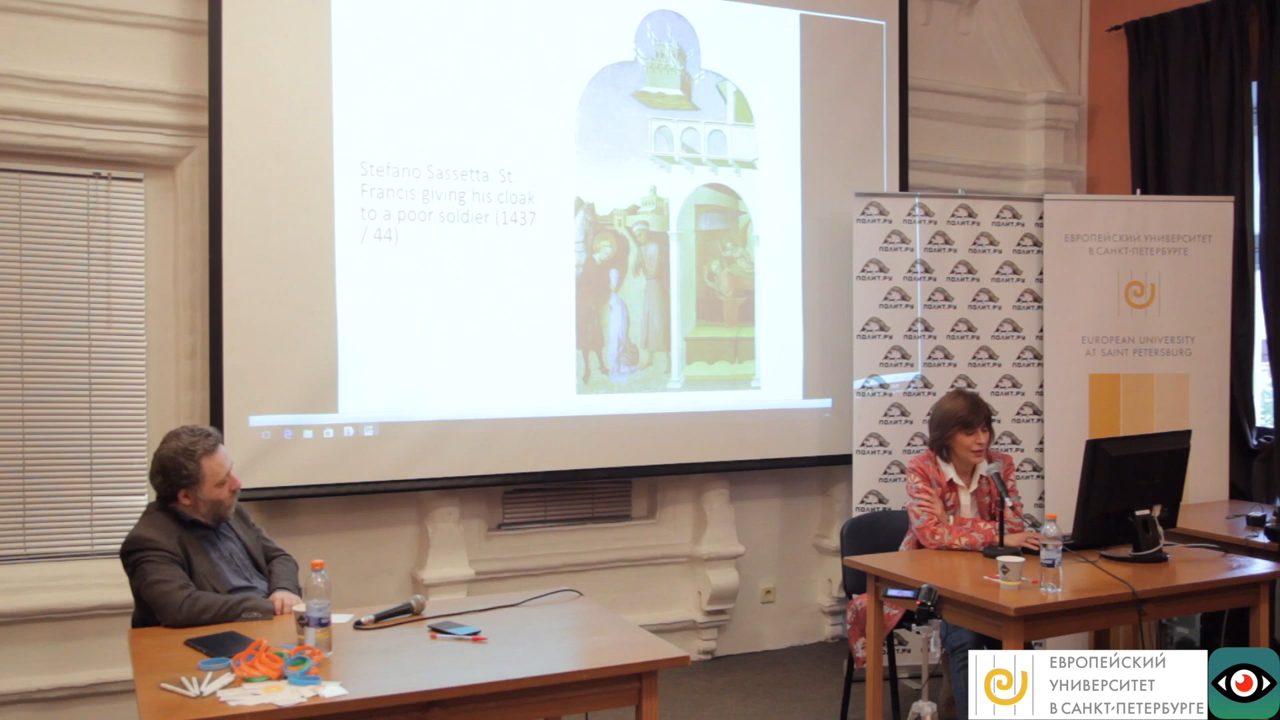 Stefano Sassetta, St.
Francis giving his cloak
to a poor soldier (1437
/ 44)
ПОЛИТ.РУ
ЕВРОПЕЙСКИЙ УНИВЕРСИТЕТ
В САНКТ-ПЕТЕРБУРГЕ
EUROPEAN UNIVERSITY
AT SAINT PETERSBURG
ЕВРОПЕЙСКИЙ
УНИВЕРСИТЕТ
В САНКТ-ПЕТЕРБУРГЕ